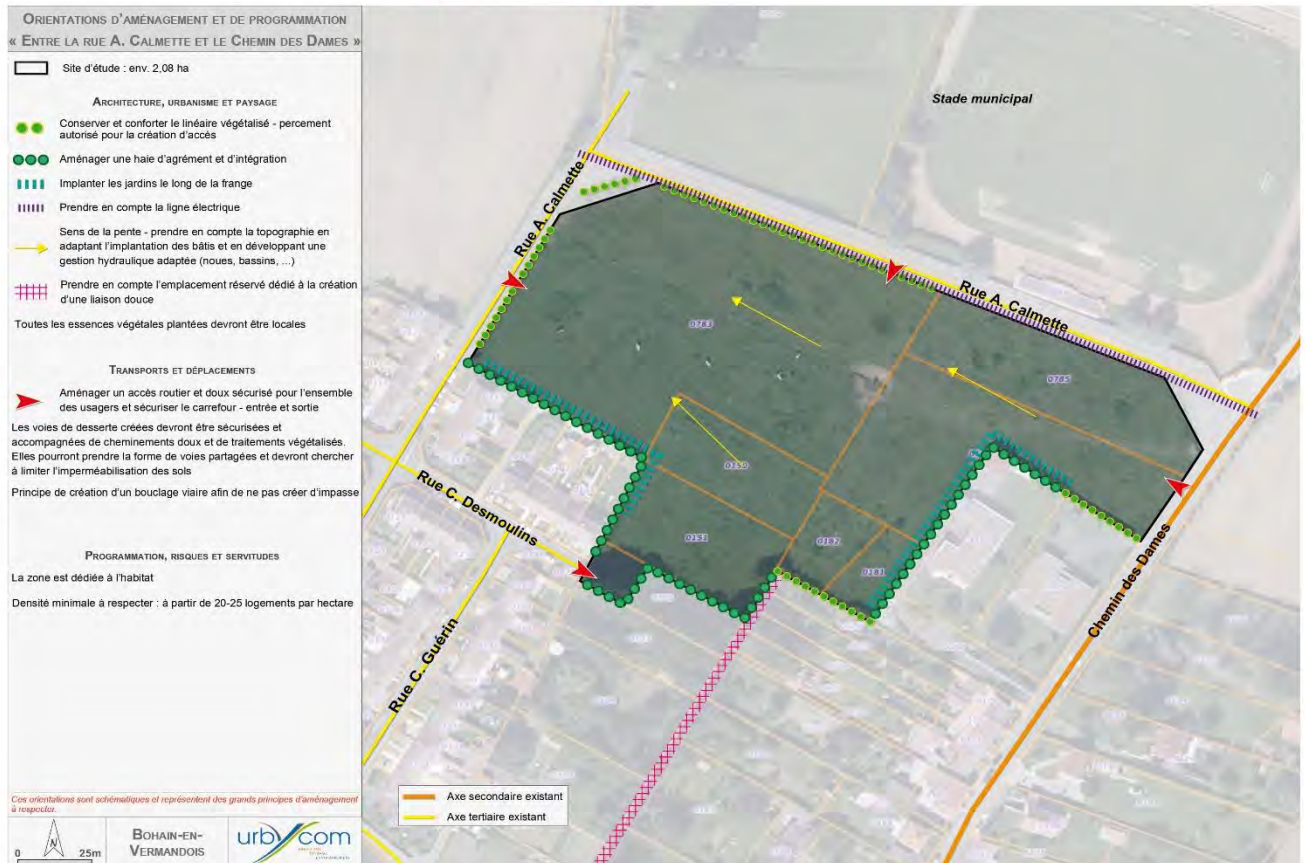 ORIENTATIONS D'AMÉNAGEMENT ET DE PROGRAMMATION
« ENTRE LA RUE A. CALMETTE ET LE CHEMIN DES DAMES »
Site d'étude : env. 2,08 ha
ARCHITECTURE, URBANISME ET PAYSAGE
Conserver et conforter le linéaire végétalisé - percement
autorisé pour la création d'accès
Aménager une haie d'agrément et d'intégration
Implanter les jardins le long de la frange
Prendre en compte la ligne électrique
Sens de la pente - prendre en compte la topographie en
adaptant l'implantation des bâtis et en développant une
gestion hydraulique adaptée (noues, bassins, ...)
Prendre en compte l'emplacement réservé dédié à la création
d'une liaison douce
Toutes les essences végétales plantées devront être locales
TRANSPORTS ET DÉPLACEMENTS
Aménager un accès routier et doux sécurisé pour l'ensemble
des usagers et sécuriser le carrefour - entrée et sortie
Les voies de desserte créées devront être sécurisées et
accompagnées de cheminements doux et de traitements végétalisés.
Elles pourront prendre la forme de voies partagées et devront chercher
à limiter l'imperméabilisation des sols
Principe de création d'un bouclage viaire afin de ne pas créer d'impasse
PROGRAMMATION, RISQUES ET SERVITUDES
La zone est dédiée à l'habitat
Densité minimale à respecter : à partir de 20-25 logements par hectare
Ces orientations sont schématiques et représentent des grands principes d'aménagement
à respecter.
N
0 25m
BOHAIN-EN-
VERMANDOIS
urbycom
Stade municipal
Rue A. Calmette
Rue A. Calmette
0783
0785
0150
0151
0182
0181
Rue C. Desmoulins
Rue C. Guérin
Chemin des Dames
Axe secondaire existant
Axe tertiaire existant